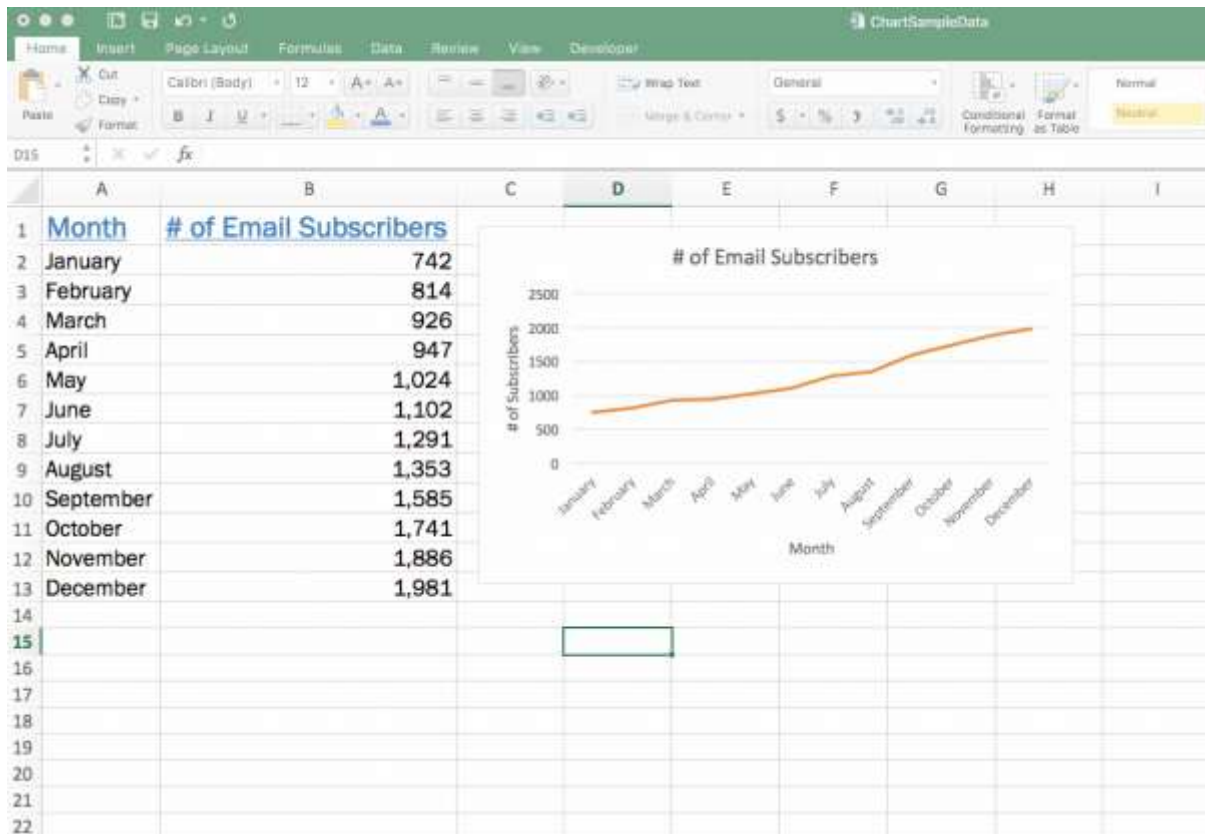 ChartSampleData
Home Insert Page Layout Formulas Data Review View Developer
Cut
Calibri (Body) 12 A+ A+ Wrap Text General Normal
Copy
Paste Format B I U A Merge & Center $ % Conditional Formatting Format as Table Neutral
D15 fx
A B C D E F G H I
1 Month # of Email Subscribers
2 January 742
3 February 814
4 March 926
5 April 947
6 May 1,024
7 June 1,102
8 July 1,291
9 August 1,353
10 September 1,585
11 October 1,741
12 November 1,886
13 December 1,981
14
15
16
17
18
19
20
21
22
# of Email Subscribers
# of Subscribers
2500
2000
1500
1000
500
0
January February March April May June July August September October November December
Month